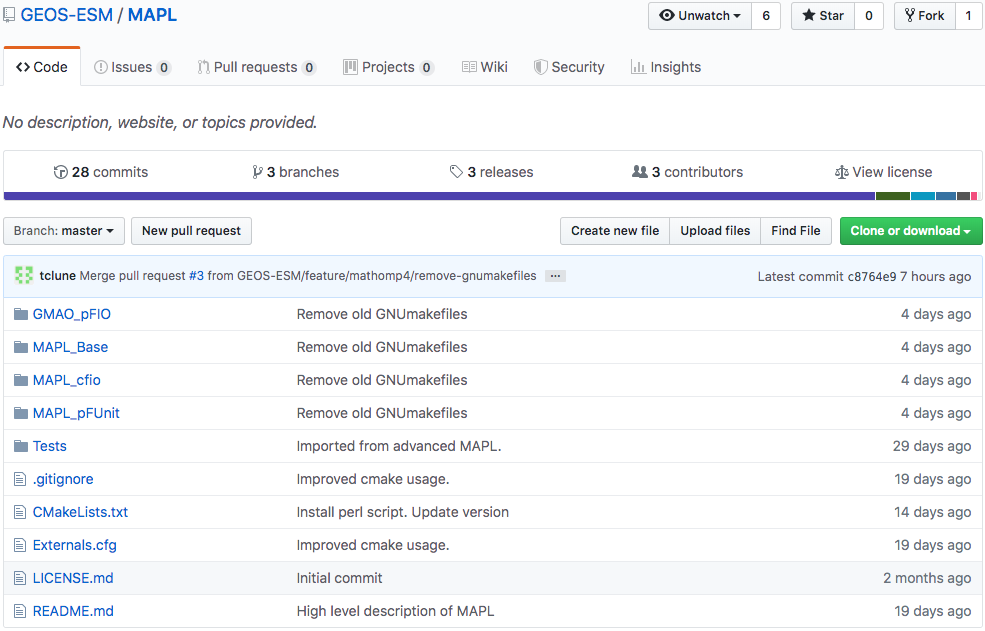 GEOS-ESM / MAPL Unwatch 6 Star 0 Fork 1
Code Issues 0 Pull requests 0 Projects 0 Wiki Security Insights
No description, website, or topics provided.
28 commits 3 branches 3 releases 3 contributors View license
Branch: master New pull request Create new file Upload files Find File Clone or download
tclune Merge pull request #3 from GEOS-ESM/feature/mathomp4/remove-gnumakefiles ... Latest commit c8764e9 7 hours ago
GMAO_pFIO Remove old GNUmakefiles 4 days ago
MAPL_Base Remove old GNUmakefiles 4 days ago
MAPL_cfio Remove old GNUmakefiles 4 days ago
MAPL_pFUnit Remove old GNUmakefiles 4 days ago
Tests Imported from advanced MAPL. 29 days ago
.gitignore Improved cmake usage. 19 days ago
CMakeLists.txt Install perl script. Update version 14 days ago
Externals.cfg Improved cmake usage. 19 days ago
LICENSE.md Initial commit 2 months ago
README.md High level description of MAPL 19 days ago